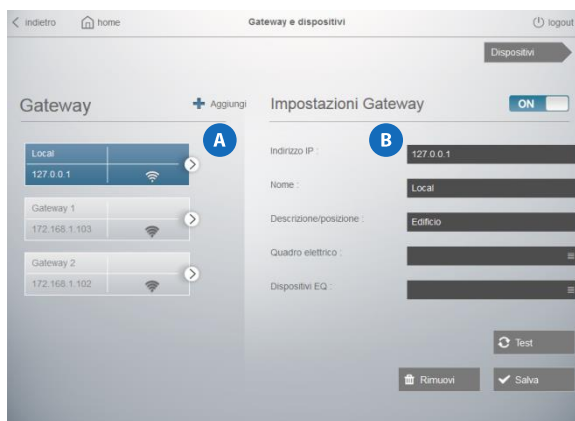 indietro
home
Gateway e dispositivi
logout
Dispositivi
Gateway
Aggiungi
A
Local
127.0.0.1
Gateway 1
172.168.1.103
Gateway 2
172.168.1.102
Impostazioni Gateway
ON
B
Indirizzo IP :
127.0.0.1
Nome :
Local
Descrizione/posizione :
Edificio
Quadro elettrico :
Dispositivi EQ :
Test
Rimuovi
Salva